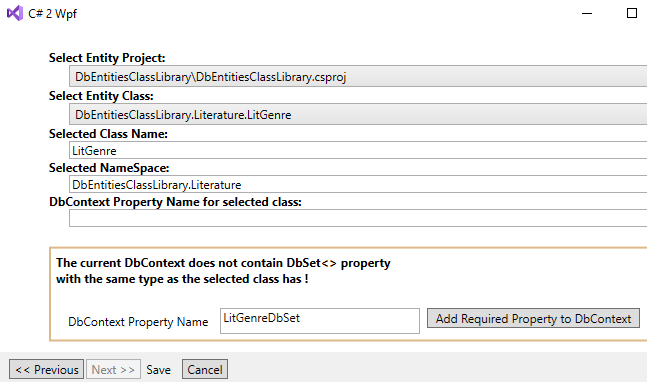 C# 2 Wpf
Select Entity Project:
DbEntitiesClassLibrary\DbEntitiesClassLibrary.csproj
Select Entity Class:
DbEntitiesClassLibrary.Literature.LitGenre
Selected Class Name:
LitGenre
Selected NameSpace:
DbEntitiesClassLibrary.Literature
DbContext Property Name for selected class:
The current DbContext does not contain DbSet<> property
with the same type as the selected class has !
DbContext Property Name LitGenreDbSet Add Required Property to DbContext
<< Previous Next >> Save Cancel